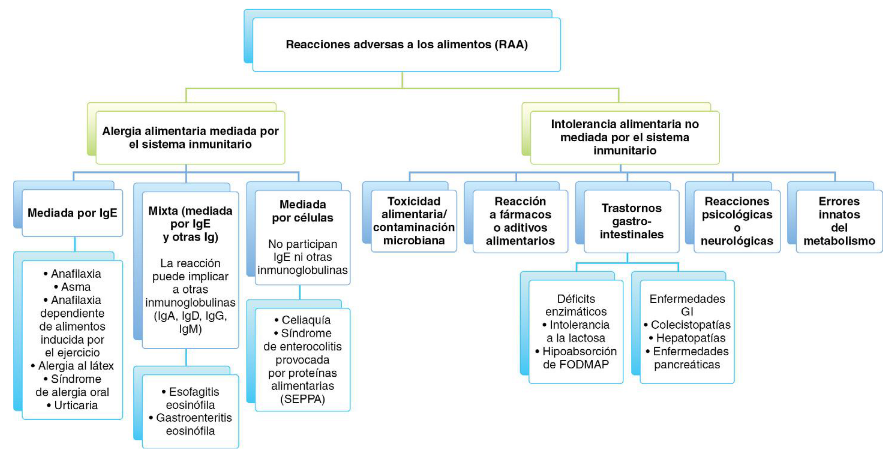 Reacciones adversas a los alimentos (RAA)
Alergia alimentaria mediada por
el sistema inmunitario
Intolerancia alimentaria no
mediada por el sistema
inmunitario
Mediada por IgE
Mixta (mediada
por IgE
y otras Ig)
La reacción
puede implicar
a otras
inmunoglobulinas
(IgA, IgD, IgG,
IgM)
Mediada
por células
No participan
IgE ni otras
inmunoglobulinas
Toxicidad
alimentaria/
contaminación
microbiana
Reacción
a fármacos
o aditivos
alimentarios
Trastornos
gastro-
intestinales
Reacciones
psicológicas
o
neurológicas
Errores
innatos
del
metabolismo
• Anafilaxia
• Asma
• Anafilaxia
dependiente
de alimentos
inducida por
el ejercicio
• Alergia al látex
• Síndrome
de alergia oral
• Urticaria
• Esofagitis
eosinófila
• Gastroenteritis
eosinófila
• Celiaquía
• Síndrome
de enterocolitis
provocada
por proteínas
alimentarias
(SEPPA)
Déficits
enzimáticos
• Intolerancia
a la lactosa
• Hipoabsorción
de FODMAP
Enfermedades
GI
• Colecistopatías
• Hepatopatías
• Enfermedades
pancreáticas